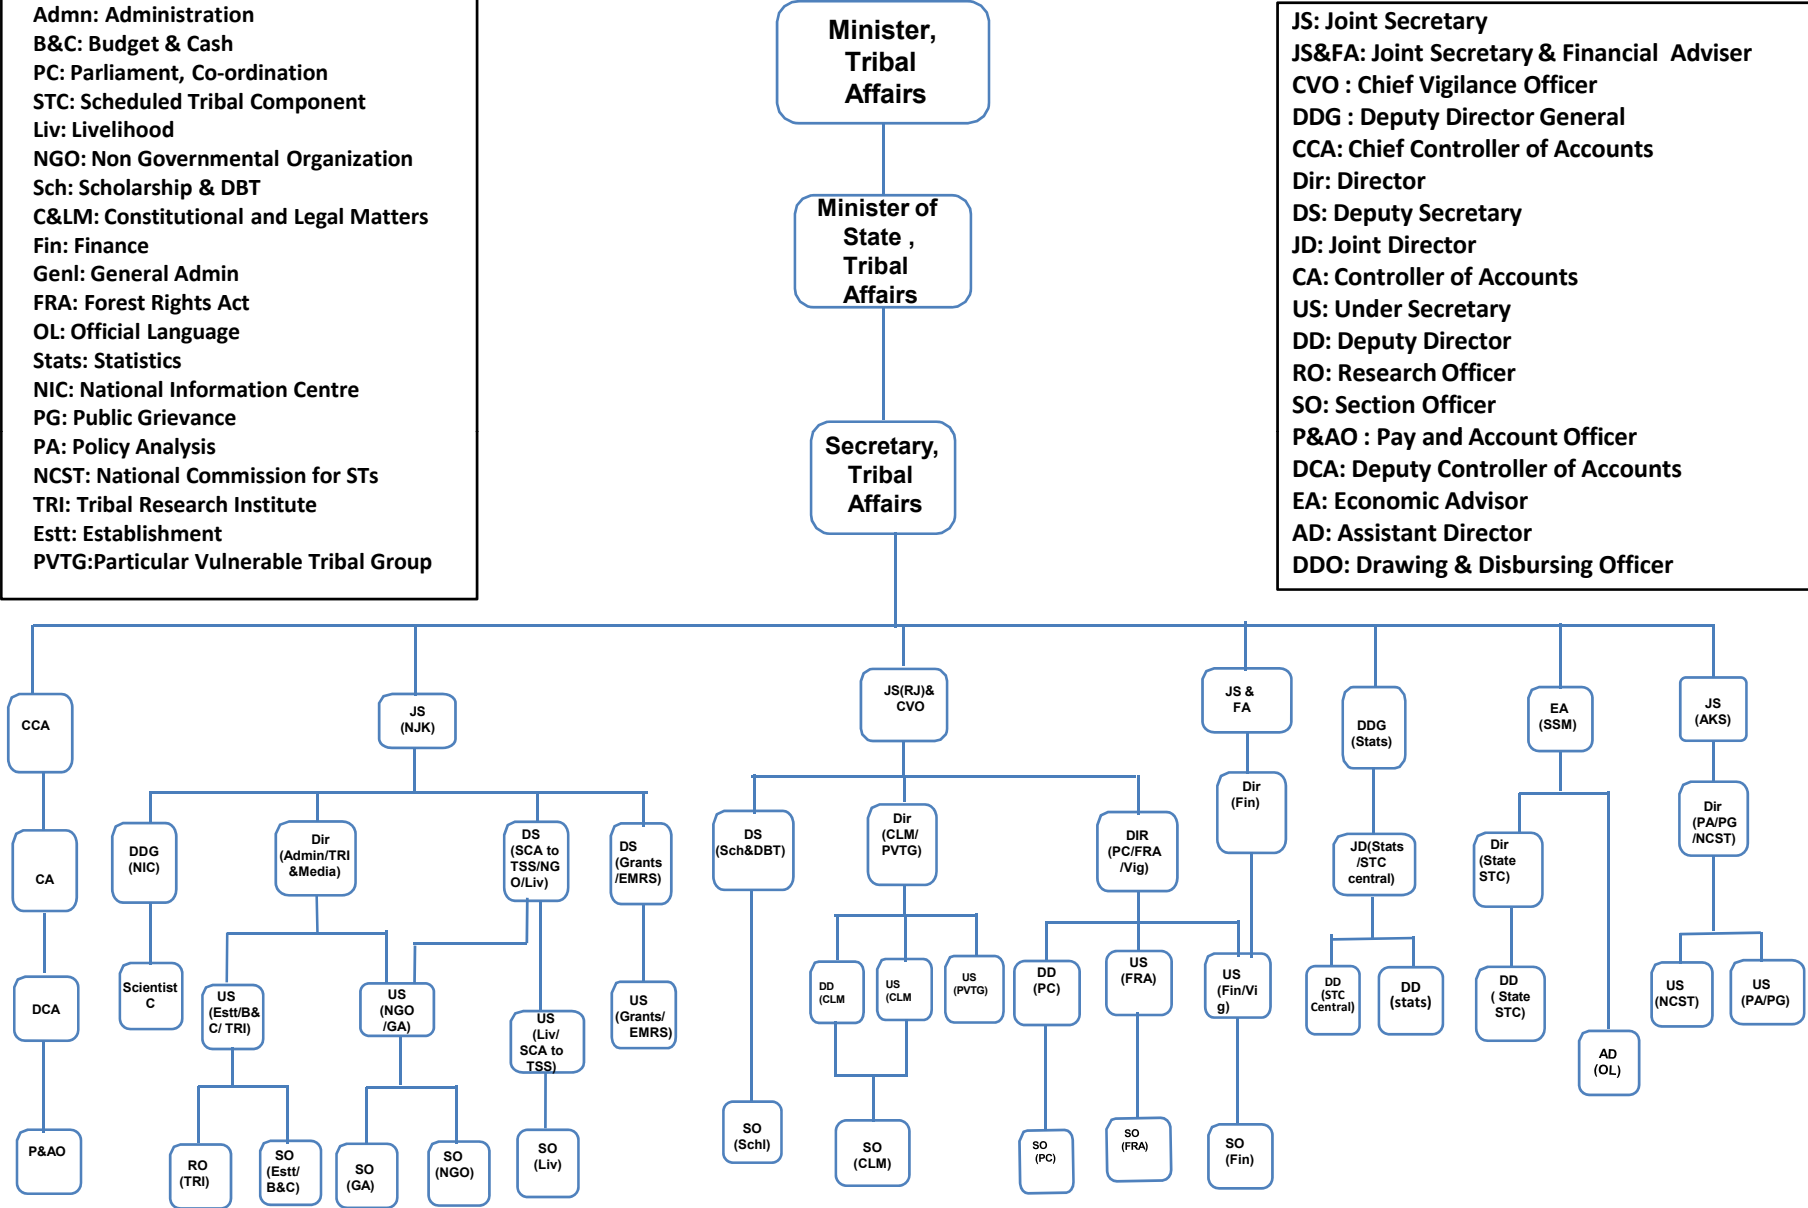 Admn: Administration
B&C: Budget & Cash
PC: Parliament, Co-ordination
STC: Scheduled Tribal Component
Liv: Livelihood
NGO: Non Governmental Organization
Sch: Scholarship & DBT
C&LM: Constitutional and Legal Matters
Fin: Finance
Genl: General Admin
FRA: Forest Rights Act
OL: Official Language
Stats: Statistics
NIC: National Information Centre
PG: Public Grievance
PA: Policy Analysis
NCST: National Commission for STs
TRI: Tribal Research Institute
Estt: Establishment
PVTG:Particular Vulnerable Tribal Group
Minister,
Tribal
Affairs
Minister of
State ,
Tribal
Affairs
Secretary,
Tribal
Affairs
JS: Joint Secretary
JS&FA: Joint Secretary & Financial Adviser
CVO : Chief Vigilance Officer
DDG : Deputy Director General
CCA: Chief Controller of Accounts
Dir: Director
DS: Deputy Secretary
JD: Joint Director
CA: Controller of Accounts
US: Under Secretary
DD: Deputy Director
RO: Research Officer
SO: Section Officer
P&AO : Pay and Account Officer
DCA: Deputy Controller of Accounts
EA: Economic Advisor
AD: Assistant Director
DDO: Drawing & Disbursing Officer
CCA
JS
(NJK)
JS(RJ)&
CVO
JS &
FA
DDG
(Stats)
EA
(SSM)
JS
(AKS)
CA
DDG
(NIC)
Dir
(Admin/TRI
&Media)
DS
(SCA to
TSS/NG
O/Liv)
DS
(Grants
/EMRS)
DS
(Sch&DBT)
Dir
(CLM/
PVTG)
DIR
(PC/FRA
/Vig)
Dir
(Fin)
JD(Stats
/STC
central)
Dir
(State
STC)
Dir
(PA/PG
/NCST)
DCA
Scientist
C
US
(Estt/B&
C/ TRI)
US
(NGO
/GA)
US
(Liv/
SCA to
TSS)
US
(Grants/
EMRS)
DD
(CLM
US
(CLM
US
(PVTG)
DD
(PC)
US
(FRA)
US
(Fin/Vi
g)
DD
(STC
Central)
DD
(stats)
DD
( State
STC)
AD
(OL)
US
(NCST)
US
(PA/PG)
P&AO
RO
(TRI)
SO
(Estt/
B&C)
SO
(GA)
SO
(NGO)
SO
(Liv)
SO
(Schl)
SO
(CLM)
SO
(PC)
SO
(FRA)
SO
(Fin)